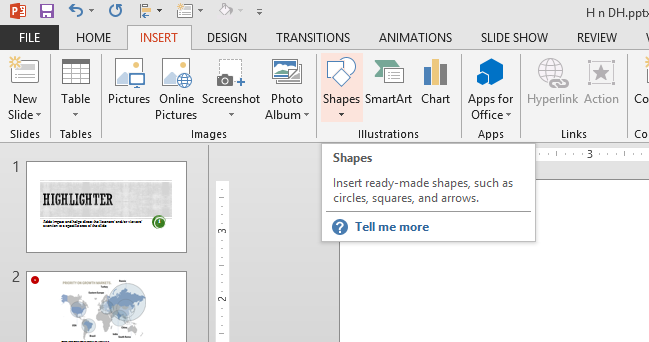 H n DH.pptx
FILE HOME INSERT DESIGN TRANSITIONS ANIMATIONS SLIDE SHOW REVIEW
New Slide Table Pictures Online Pictures Screenshot Photo Album Shapes SmartArt Chart Apps for Office Hyperlink Action
Slides Tables Images Illustrations Apps Links
Shapes
Insert ready-made shapes, such as
circles, squares, and arrows.
? Tell me more
3
1
HIGHLIGHTER
3
2
2